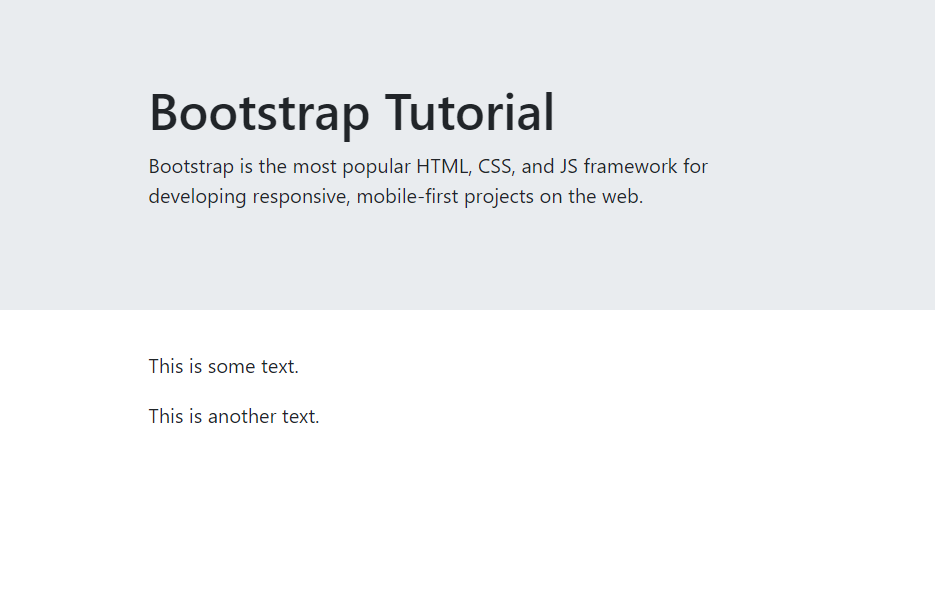 Bootstrap Tutorial
Bootstrap is the most popular HTML, CSS, and JS framework for
developing responsive, mobile-first projects on the web.
This is some text.
This is another text.